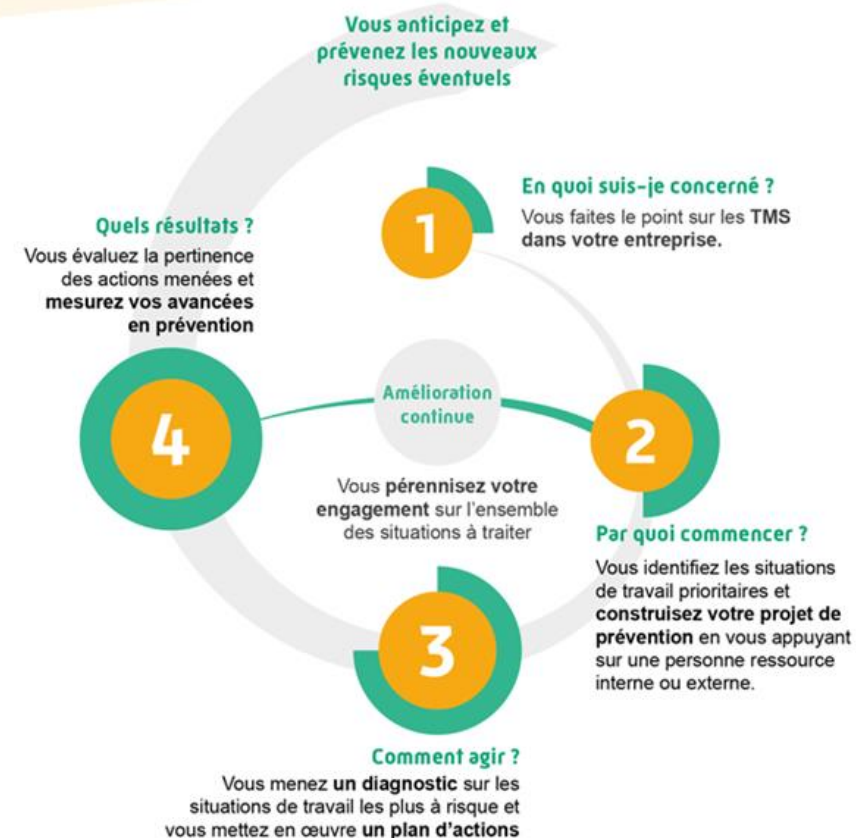 Vous anticipez et
prévenez les nouveaux
risques éventuels
1
En quoi suis-je concerné ?
Vous faites le point sur les TMS
dans votre entreprise.
Quels résultats ?
Vous évaluez la pertinence
des actions menées et
mesurez vos avancées
en prévention
4
Amélioration
continue
Vous pérennisez votre
engagement sur l'ensemble
des situations à traiter
2
Par quoi commencer ?
Vous identifiez les situations
de travail prioritaires et
construisez votre projet de
prévention en vous appuyant
sur une personne ressource
interne ou externe.
3
Comment agir ?
Vous menez un diagnostic sur les
situations de travail les plus à risque et
vous mettez en œuvre un plan d'actions